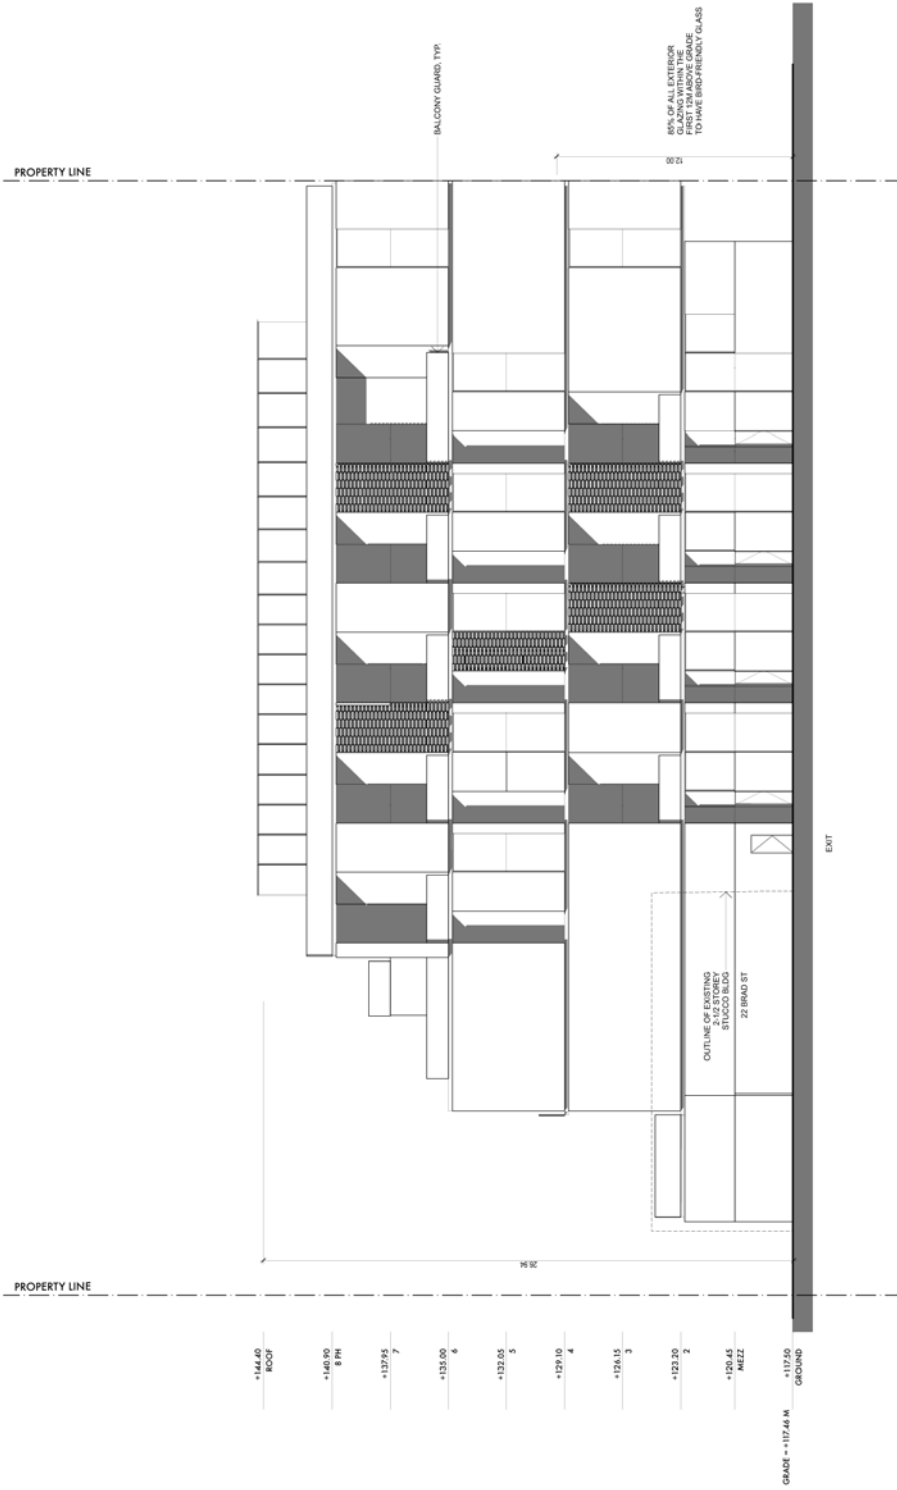 PROPERTY LINE
BALCONY GUARD, TYP.
85% OF ALL EXTERIOR
GLAZING WITHIN THE
FIRST 12M ABOVE GRADE
TO HAVE BIRD-FRIENDLY GLASS
12.00
EXIT
OUTLINE OF EXISTING
2-1/2 STOREY
STUCCO BLDG
22 BRAD ST
26.94
PROPERTY LINE
+144.40
ROOF
+140.90
8 PH
+137.95
7
+135.00
6
+132.05
5
+129.10
4
+126.15
3
+123.20
2
+120.45
MEZZ
+117.50
GROUND
GRADE = +117.46 M